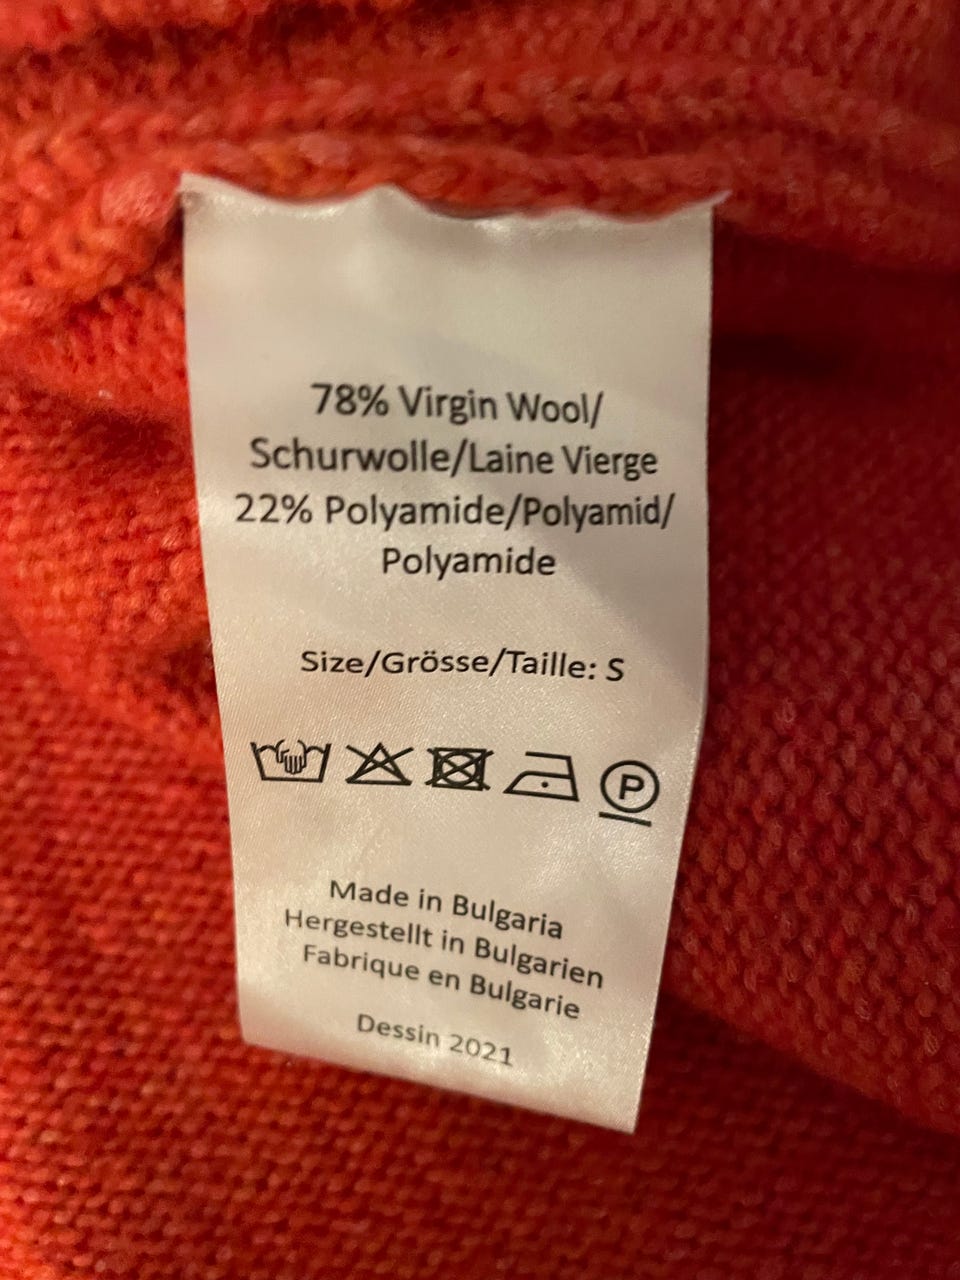 78% Virgin Wool/
Schurwolle/Laine Vierge
22% Polyamide/Polyamid/
Polyamide
Size/Grösse/Taille: S
P
Made in Bulgaria
Hergestellt in Bulgarien
Fabrique en Bulgarie
Dessin 2021